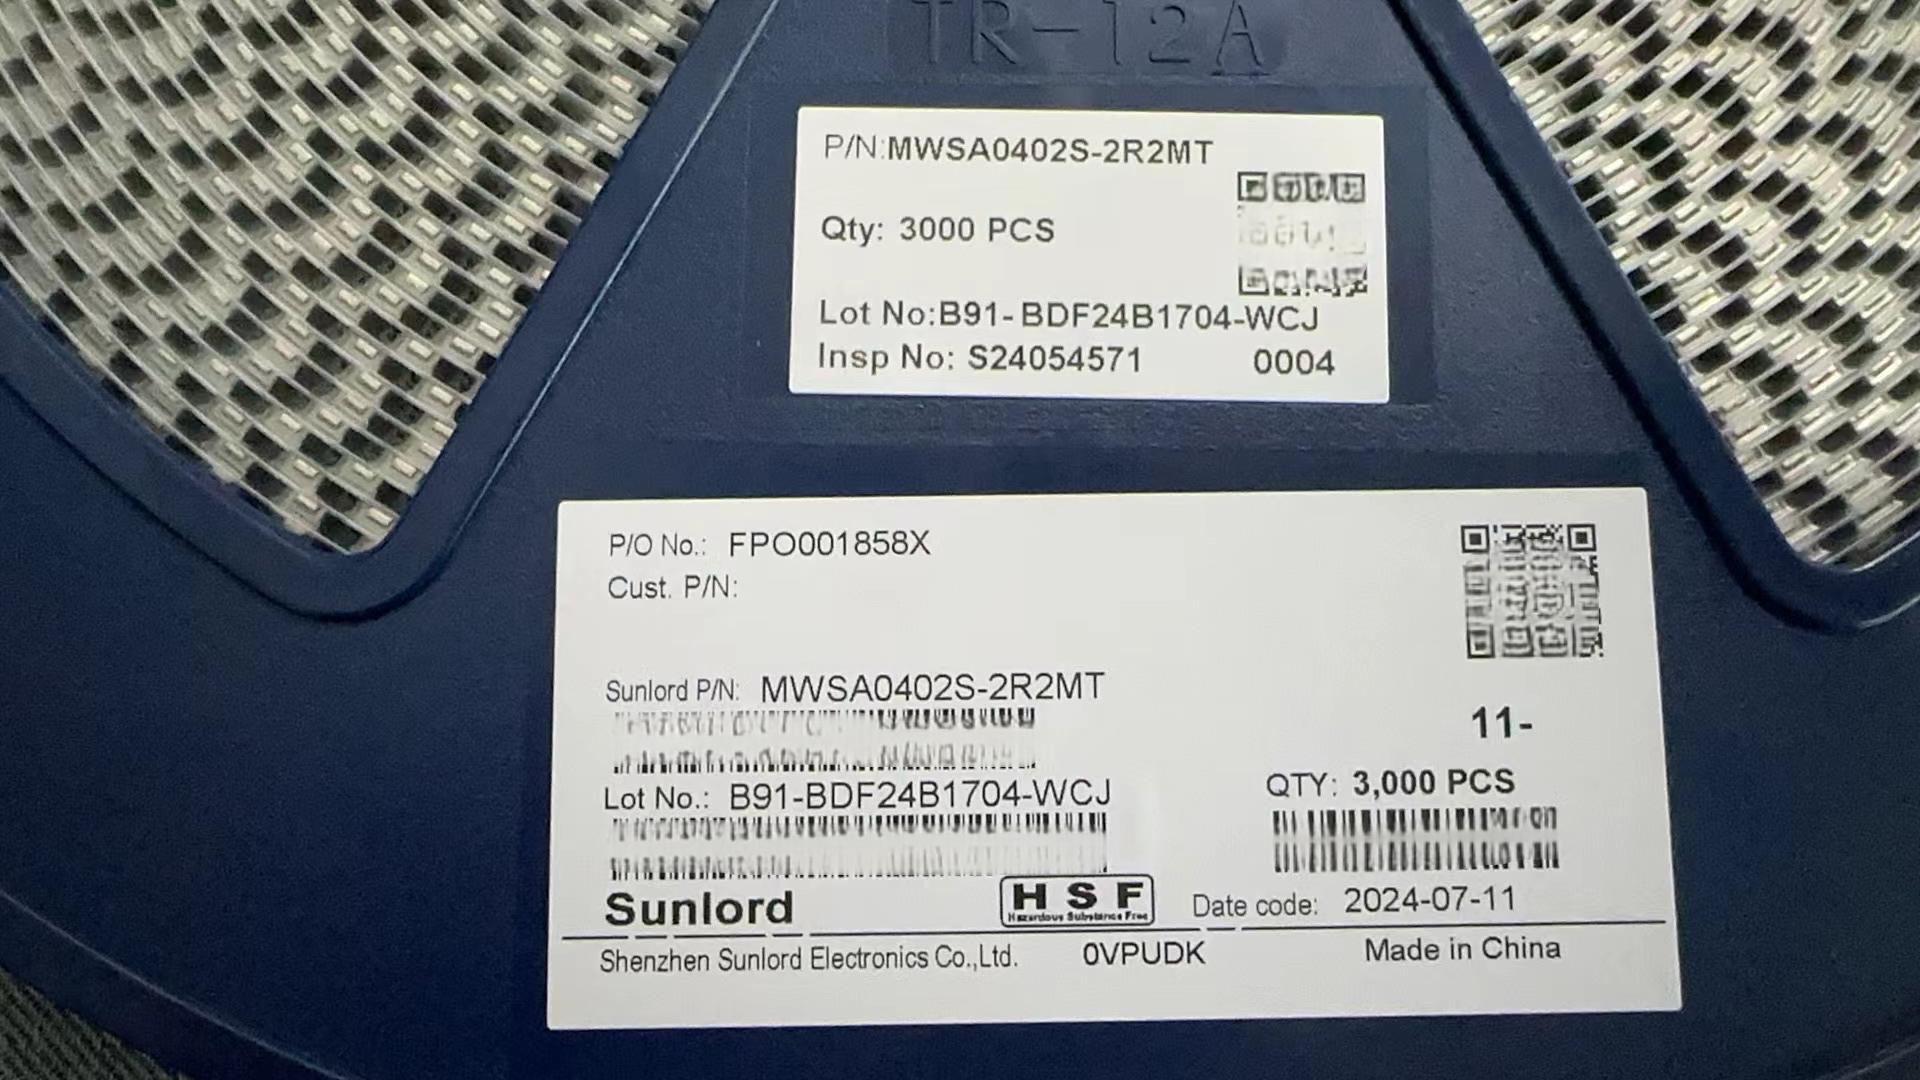 TR-12A
P/N:MWSA0402S-2R2MT
Qty: 3000 PCS
Lot No:B91-BDF24B1704-WCJ
Insp No: S24054571 0004
P/O No.: FPO001858X
Cust. P/N:
Sunlord P/N: MWSA0402S-2R2MT
11-
Lot No.: B91-BDF24B1704-WCJ
QTY: 3,000 PCS
Sunlord
HSF
Hazardous Substance Free
Date code: 2024-07-11
Shenzhen Sunlord Electronics Co.,Ltd. 0VPUDK Made in China